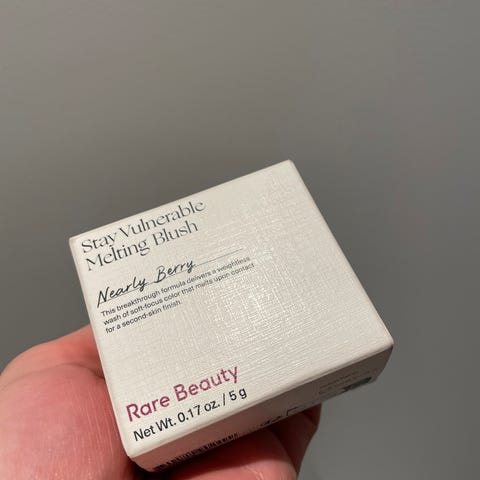 Stay Vulnerable
Melting Blush
Nearly Berry
This breakthrough formula delivers a weightless
wash of soft-focus color that melts upon contact
for a second-skin finish.
Rare Beauty
Net Wt. 0.17 oz. / 5 g